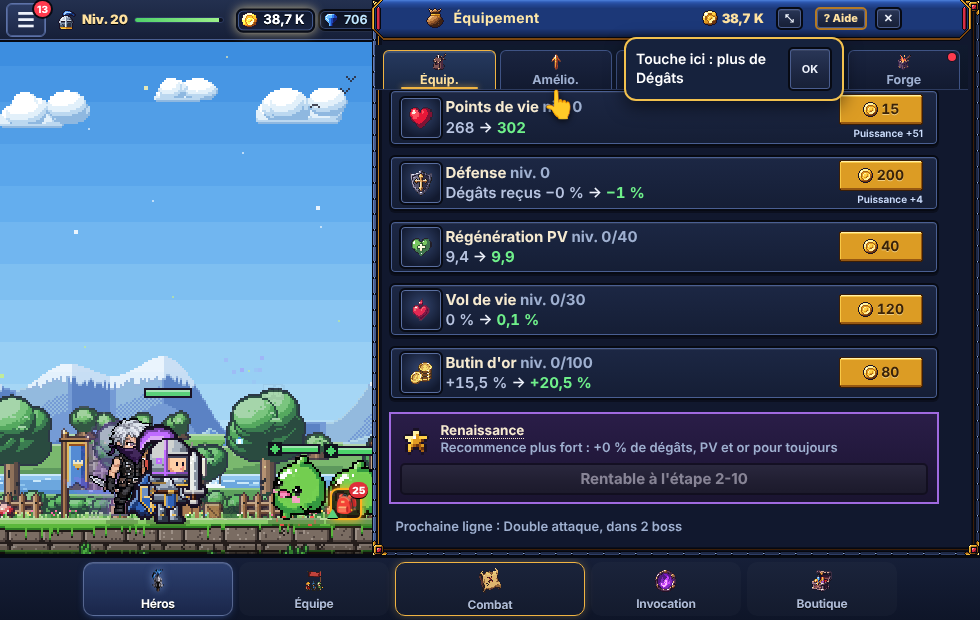 13
Niv. 20
38,7 K
706
Équipement
38,7 K
? Aide
Équip.
Amélio.
Touche ici : plus de
Dégâts
OK
Forge
Points de vie
0
268 → 302
15
Puissance +51
Défense niv. 0
Dégâts reçus −0 % → −1 %
200
Puissance +4
Régénération PV niv. 0/40
9,4 → 9,9
40
Vol de vie niv. 0/30
0 % → 0,1 %
120
Butin d'or niv. 0/100
+15,5 % → +20,5 %
80
Renaissance
Recommence plus fort : +0 % de dégâts, PV et or pour toujours
Rentable à l'étape 2-10
Prochaine ligne : Double attaque, dans 2 boss
25
Héros
Équipe
Combat
Invocation
Boutique